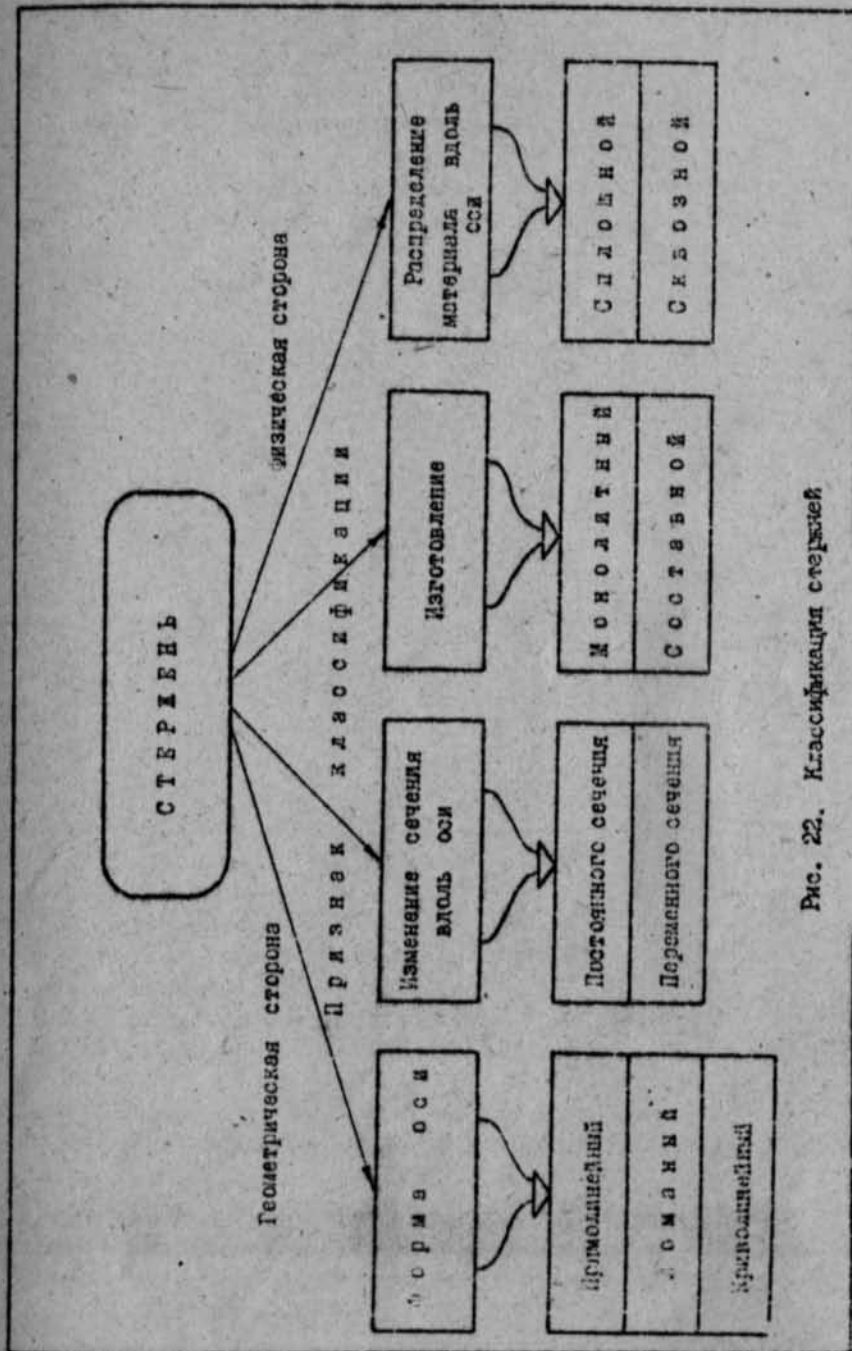 СТЕРЖЕНЬ
Геометрическая сторона
физическая сторона
Признак классификации
Форма оси
Изменение сечения
вдоль оси
Изготовление
Распределение
материала вдоль
оси
Прямолинейный
Ломаный
Криволинейный
Постоянного сечения
Переменного сечения
Монолитный
Составной
Сплошной
Сквозной
Рис. 22. Классификация стержней